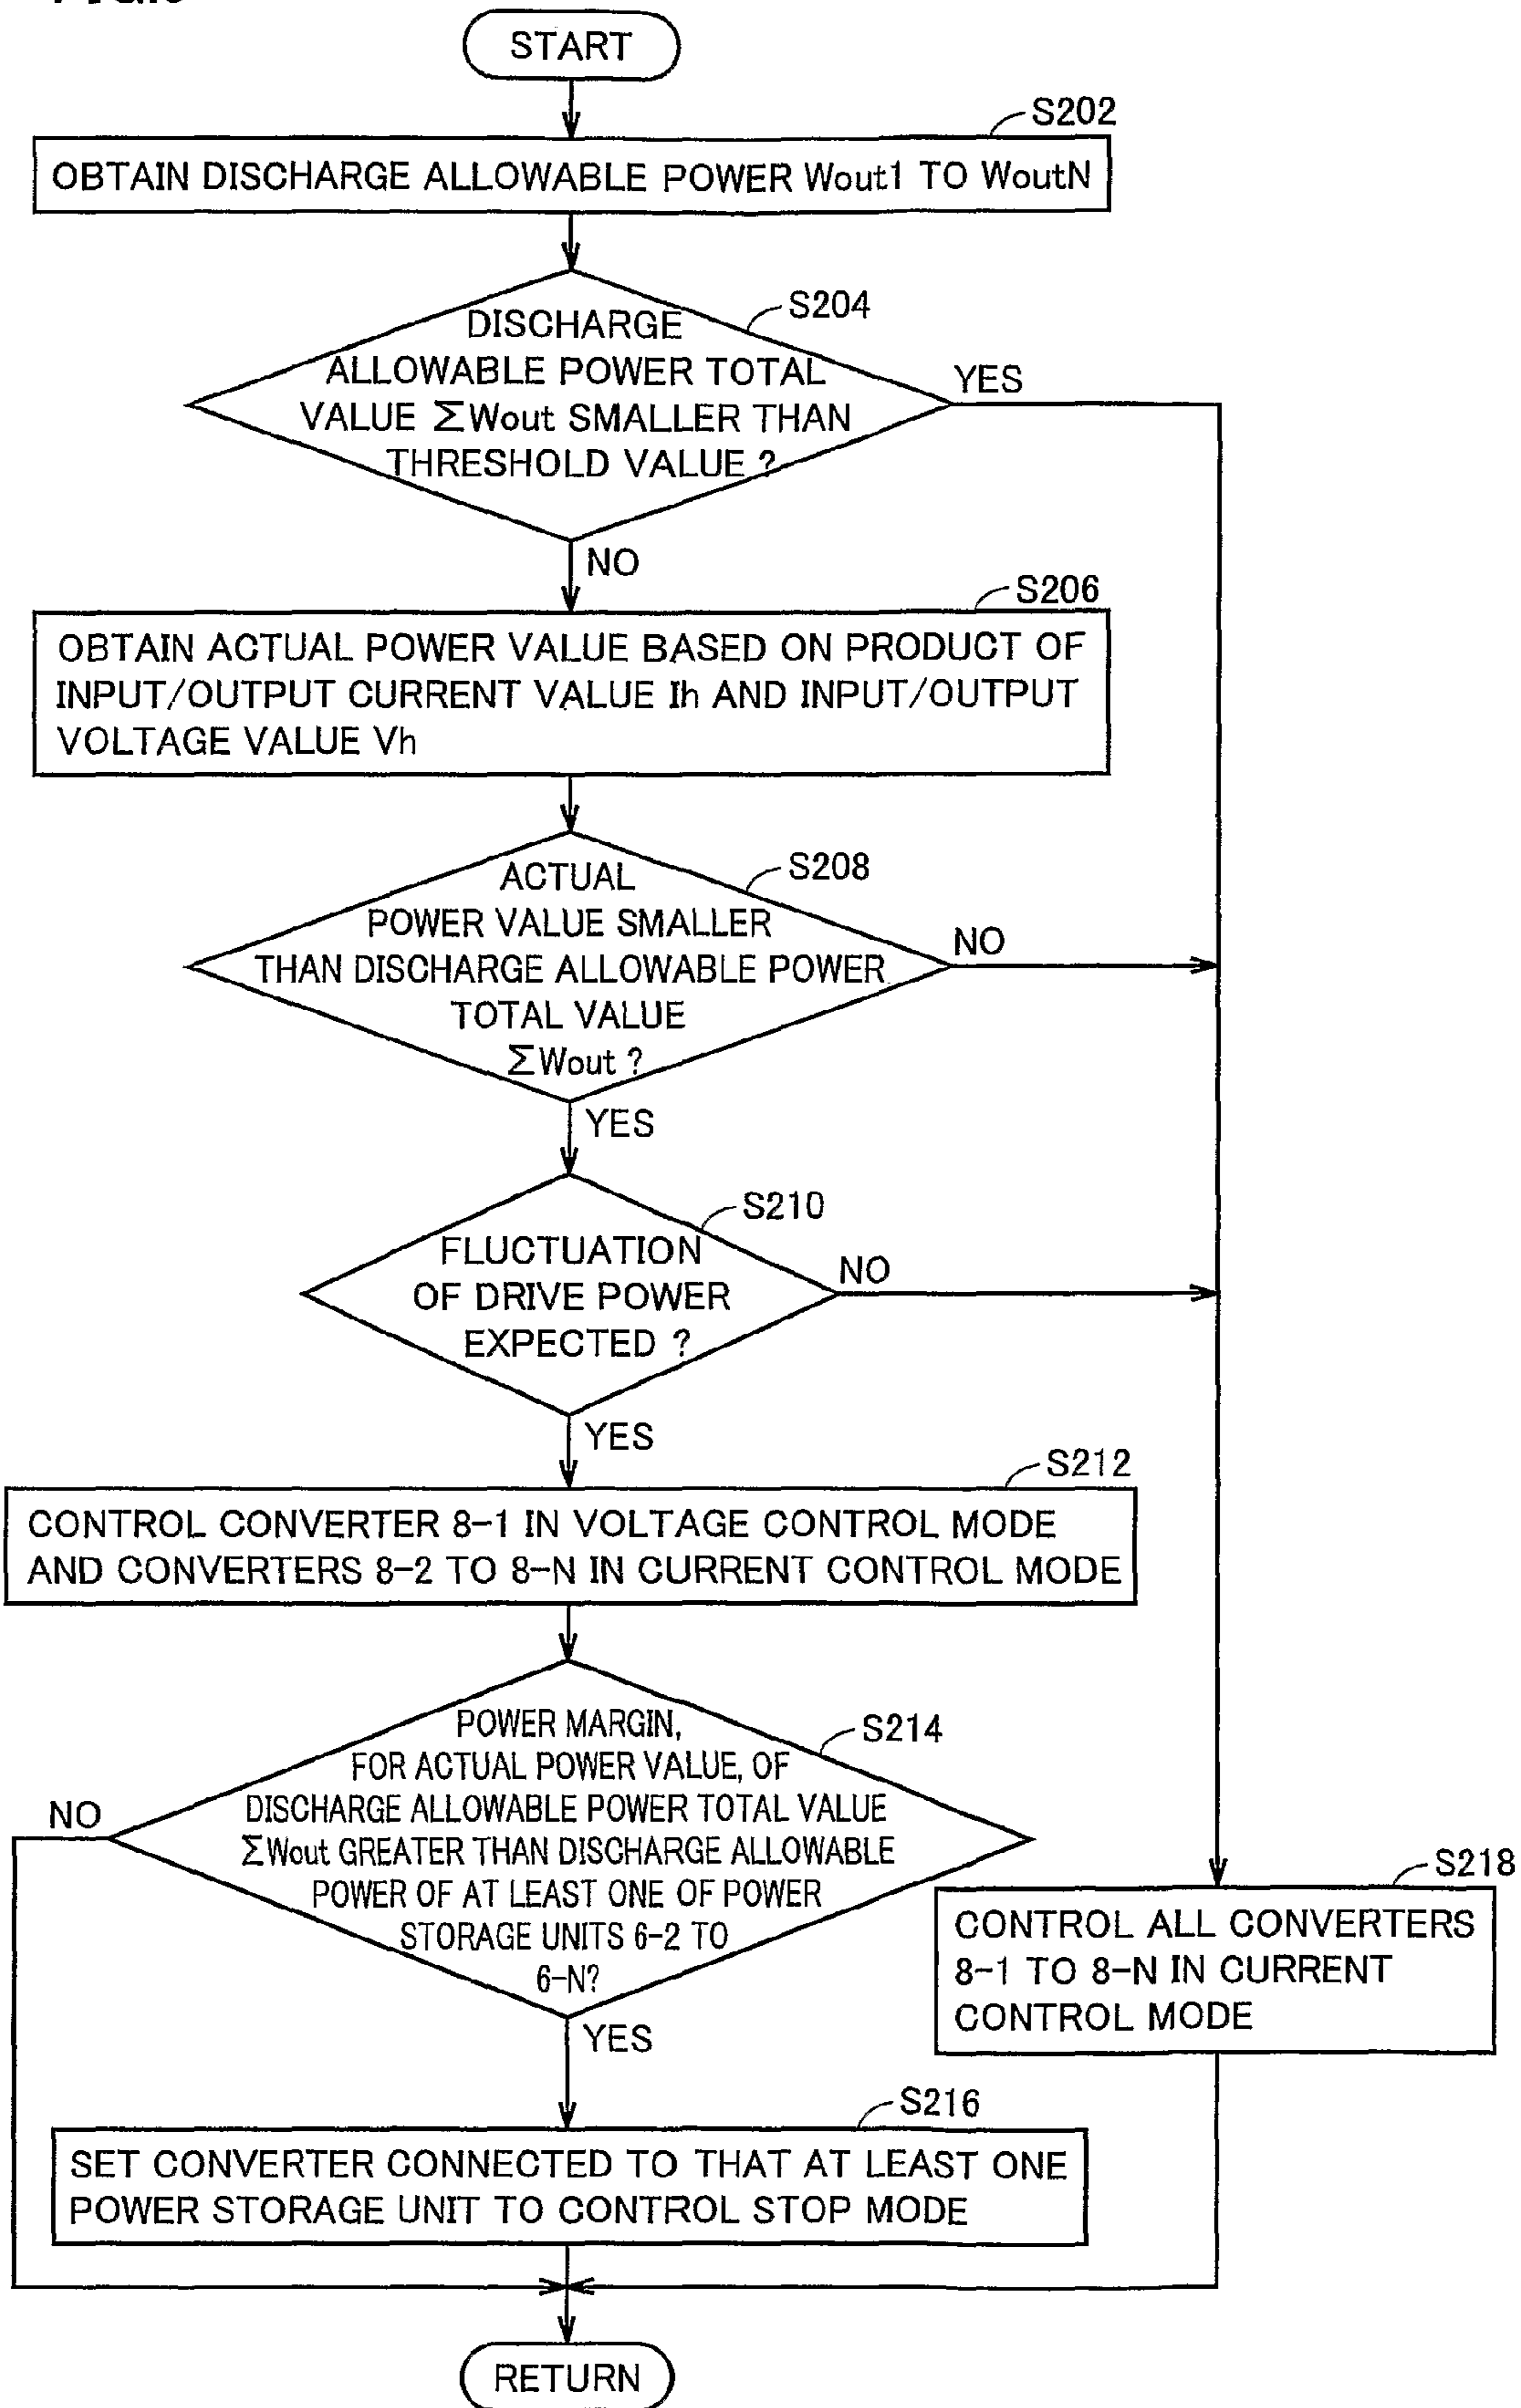 START
S202
OBTAIN DISCHARGE ALLOWABLE POWER Wout1 TO WoutN
S204
DISCHARGE
ALLOWABLE POWER TOTAL
VALUE ΣWout SMALLER THAN
THRESHOLD VALUE ?
YES
NO
S206
OBTAIN ACTUAL POWER VALUE BASED ON PRODUCT OF
INPUT/OUTPUT CURRENT VALUE Ih AND INPUT/OUTPUT
VOLTAGE VALUE Vh
S208
ACTUAL
POWER VALUE SMALLER
THAN DISCHARGE ALLOWABLE POWER
TOTAL VALUE
ΣWout ?
NO
YES
S210
FLUCTUATION
OF DRIVE POWER
EXPECTED ?
NO
YES
S212
CONTROL CONVERTER 8-1 IN VOLTAGE CONTROL MODE
AND CONVERTERS 8-2 TO 8-N IN CURRENT CONTROL MODE
S214
POWER MARGIN,
FOR ACTUAL POWER VALUE, OF
DISCHARGE ALLOWABLE POWER TOTAL VALUE
ΣWout GREATER THAN DISCHARGE ALLOWABLE
POWER OF AT LEAST ONE OF POWER
STORAGE UNITS 6-2 TO
6-N?
NO
YES
S218
CONTROL ALL CONVERTERS
8-1 TO 8-N IN CURRENT
CONTROL MODE
S216
SET CONVERTER CONNECTED TO THAT AT LEAST ONE
POWER STORAGE UNIT TO CONTROL STOP MODE
RETURN